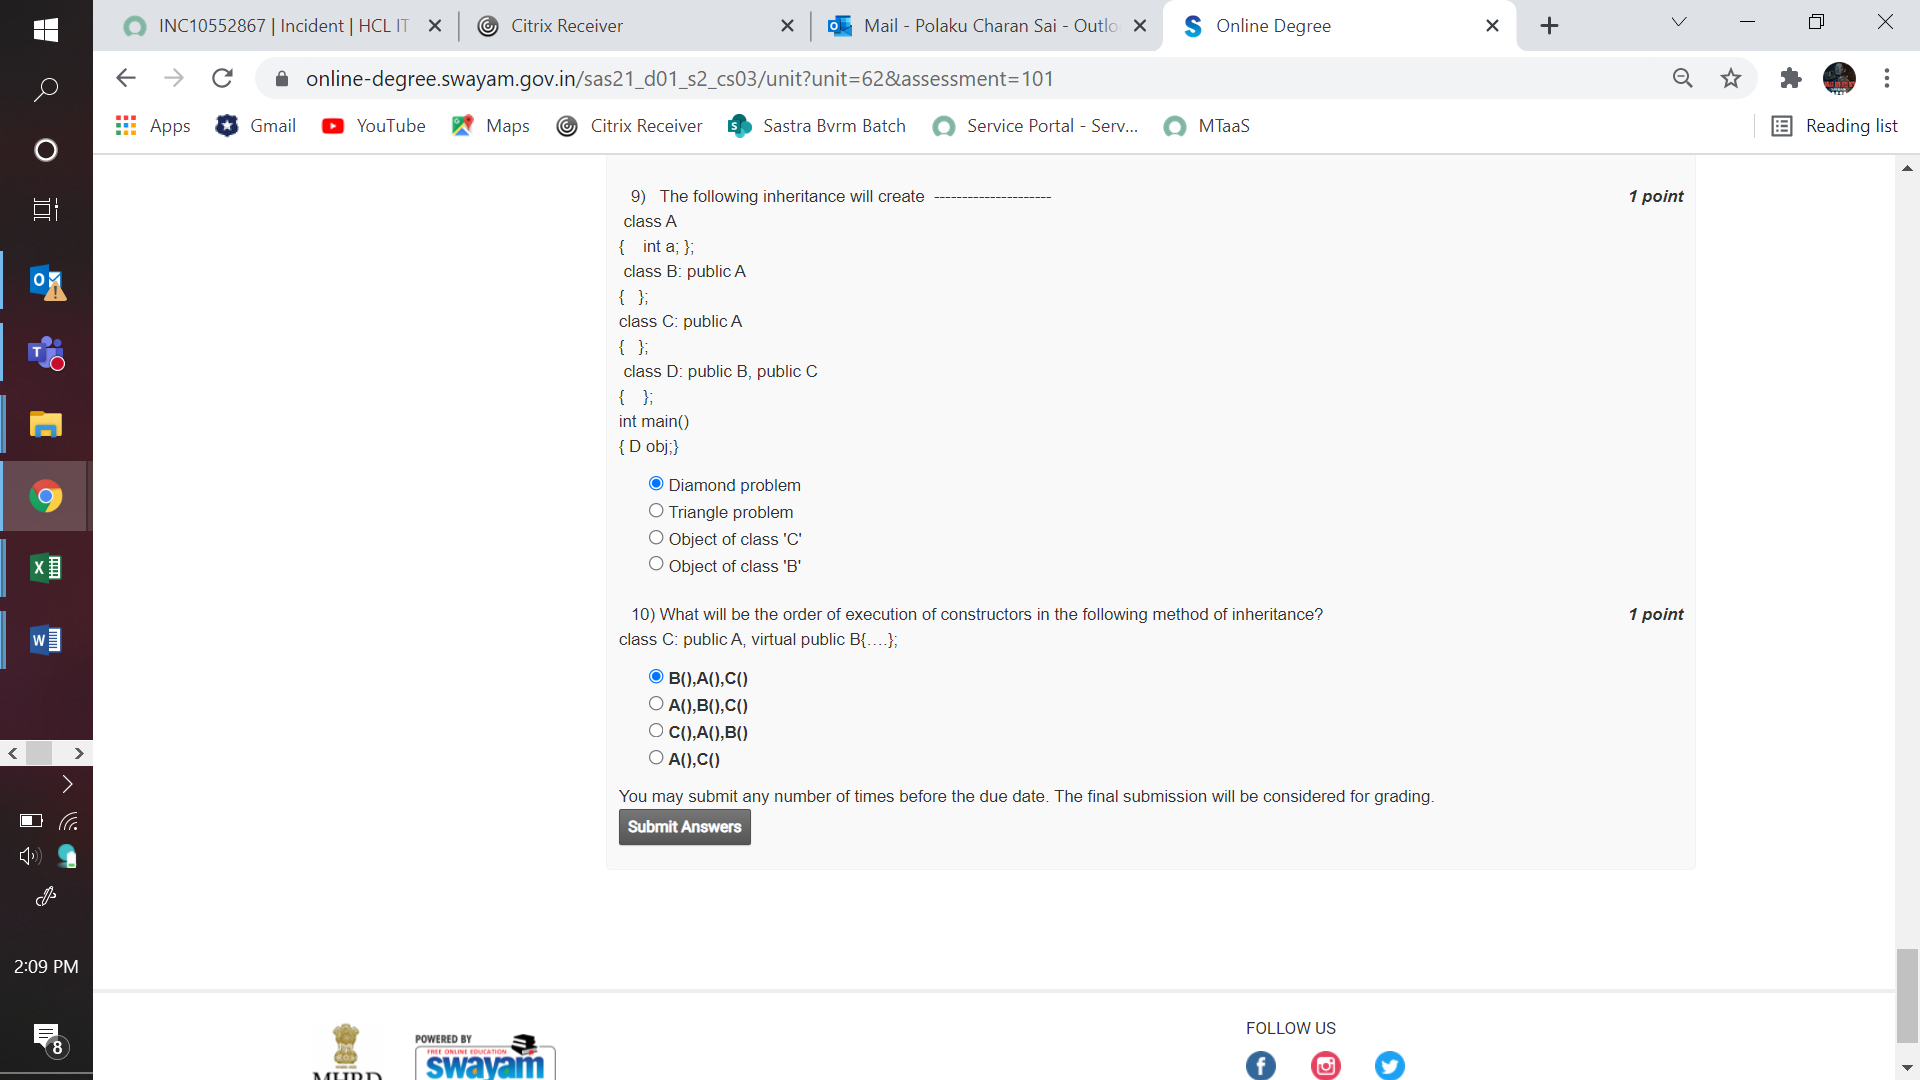 INC10552867 | Incident | HCL IT
Citrix Receiver
Mail - Polaku Charan Sai - Outlo
Online Degree
online-degree.swayam.gov.in/sas21_d01_s2_cs03/unit?unit=62&assessment=101
Apps
Gmail
YouTube
Maps
Citrix Receiver
Sastra Bvrm Batch
Service Portal - Serv...
MTaaS
Reading list
9) The following inheritance will create ---------------------
1 point
class A
{ int a; };
class B: public A
{ };
class C: public A
{ };
class D: public B, public C
{ };
int main()
{ D obj;}
Diamond problem
Triangle problem
Object of class 'C'
Object of class 'B'
10) What will be the order of execution of constructors in the following method of inheritance?
1 point
class C: public A, virtual public B{....};
B(),A(),C()
A(),B(),C()
C(),A(),B()
A(),C()
You may submit any number of times before the due date. The final submission will be considered for grading.
Submit Answers
2:09 PM
8
MHRD
POWERED BY
FREE ONLINE EDUCATION
swayam
FOLLOW US